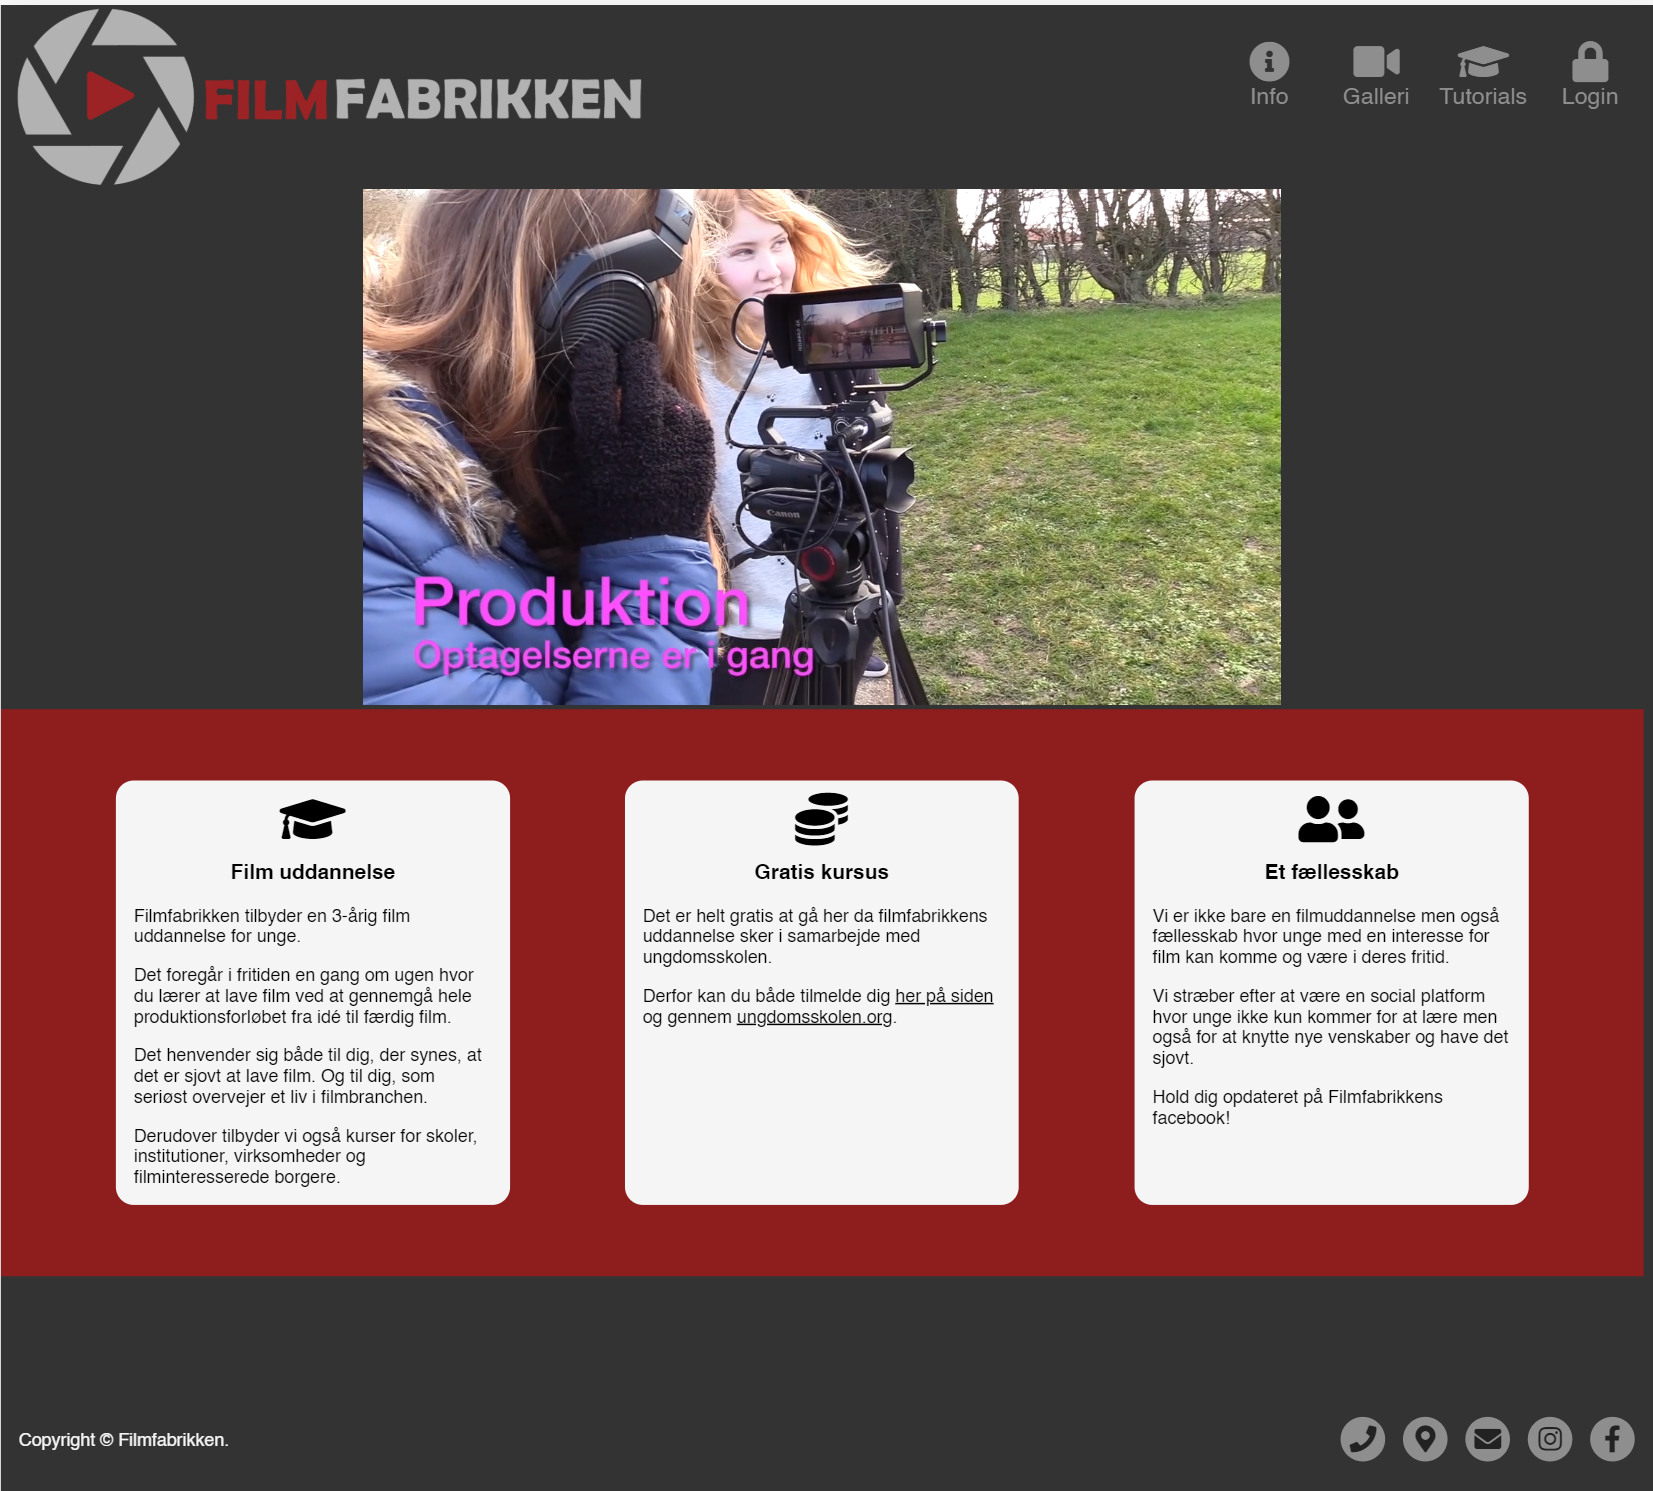 FILMFABRIKKEN
Info
Galleri
Tutorials
Login
Canon
Produktion
Optagelserne er i gang
Film uddannelse
Filmfabrikken tilbyder en 3-årig film
uddannelse for unge.
Det foregår i fritiden en gang om ugen hvor
du lærer at lave film ved at gennemgå hele
produktionsforløbet fra idé til færdig film.
Det henvender sig både til dig, der synes, at
det er sjovt at lave film. Og til dig, som
seriøst overvejer et liv i filmbranchen.
Derudover tilbyder vi også kurser for skoler,
institutioner, virksomheder og
filminteresserede borgere.
Gratis kursus
Det er helt gratis at gå her da filmfabrikkens
uddannelse sker i samarbejde med
ungdomsskolen.
Derfor kan du både tilmelde dig her på siden
og gennem ungdomsskolen.org.
Et fællesskab
Vi er ikke bare en filmuddannelse men også
fællesskab hvor unge med en interesse for
film kan komme og være i deres fritid.
Vi stræber efter at være en social platform
hvor unge ikke kun kommer for at lære men
også for at knytte nye venskaber og have det
sjovt.
Hold dig opdateret på Filmfabrikkens
facebook!
Copyright © Filmfabrikken.